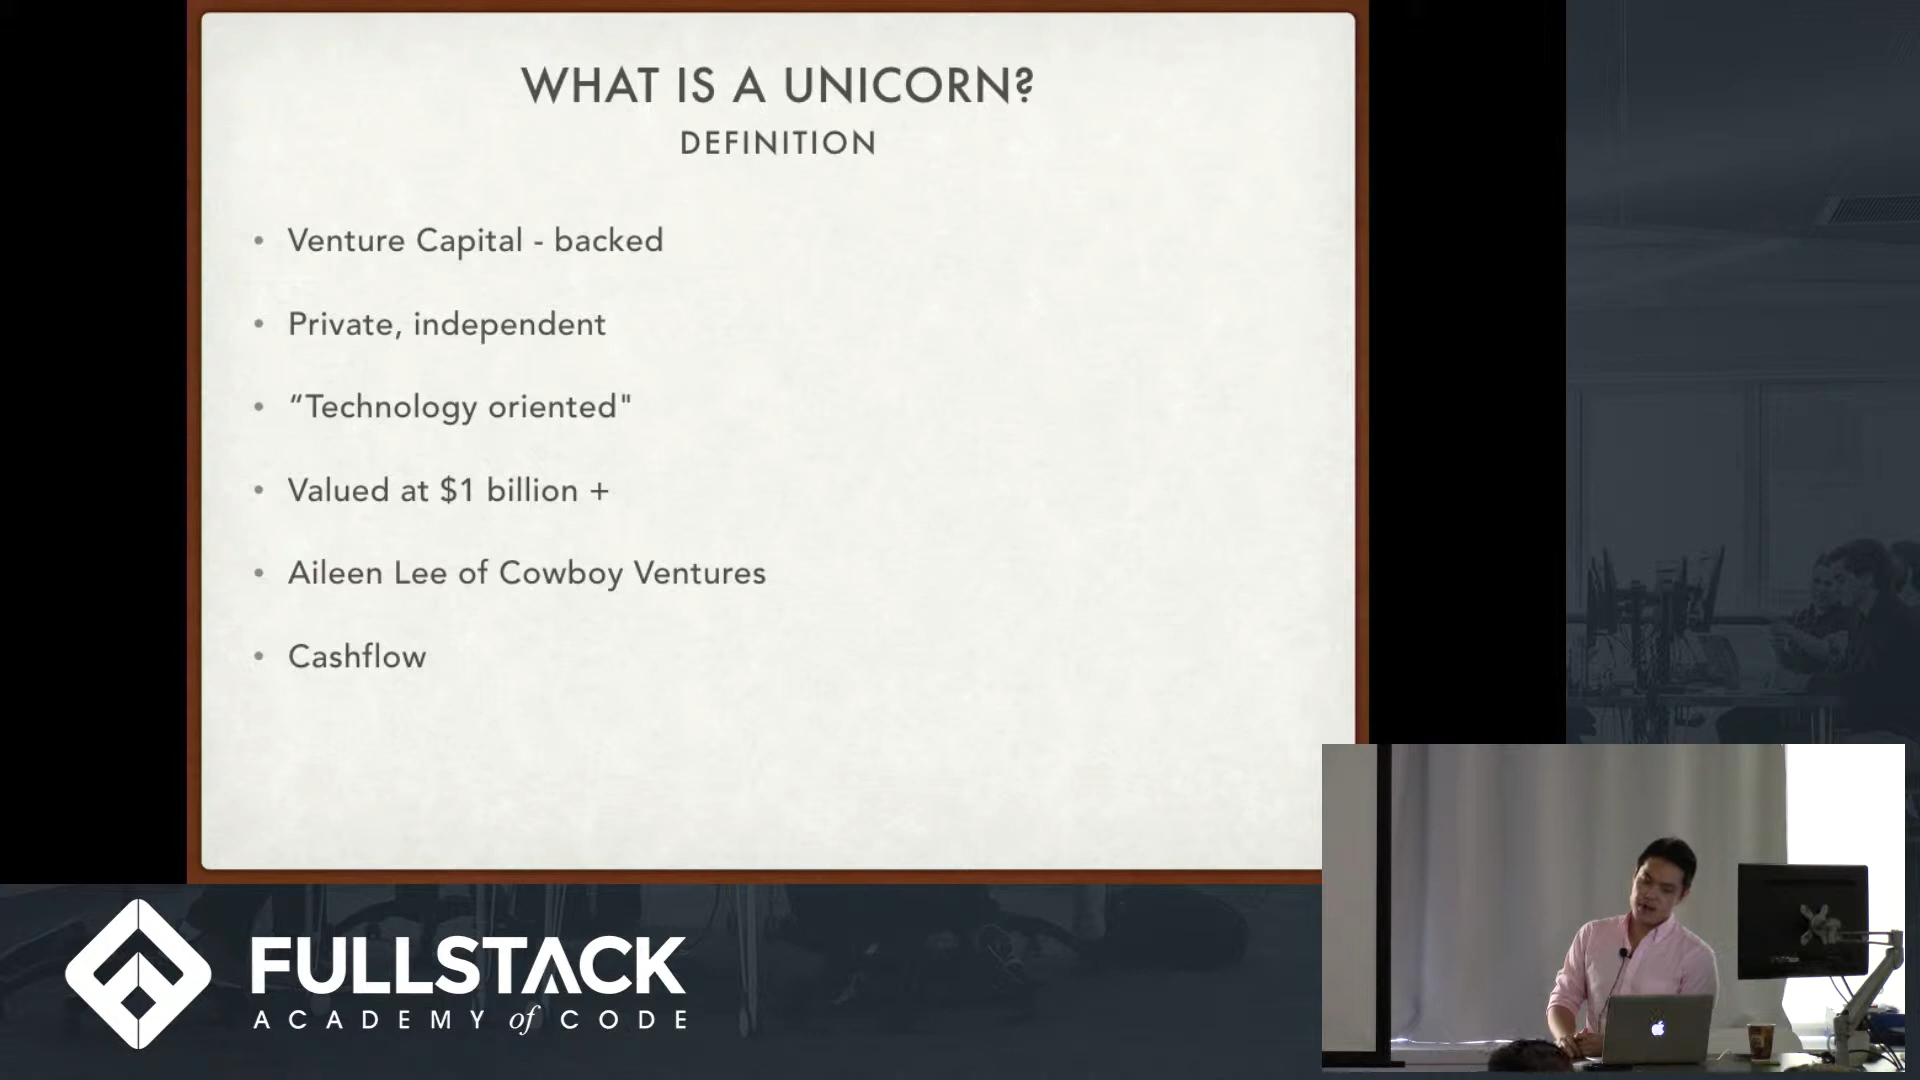 WHAT IS A UNICORN?
DEFINITION
• Venture Capital - backed
• Private, independent
• “Technology oriented"
• Valued at $1 billion +
• Aileen Lee of Cowboy Ventures
• Cashflow
FULLSTACK
ACADEMY of CODE